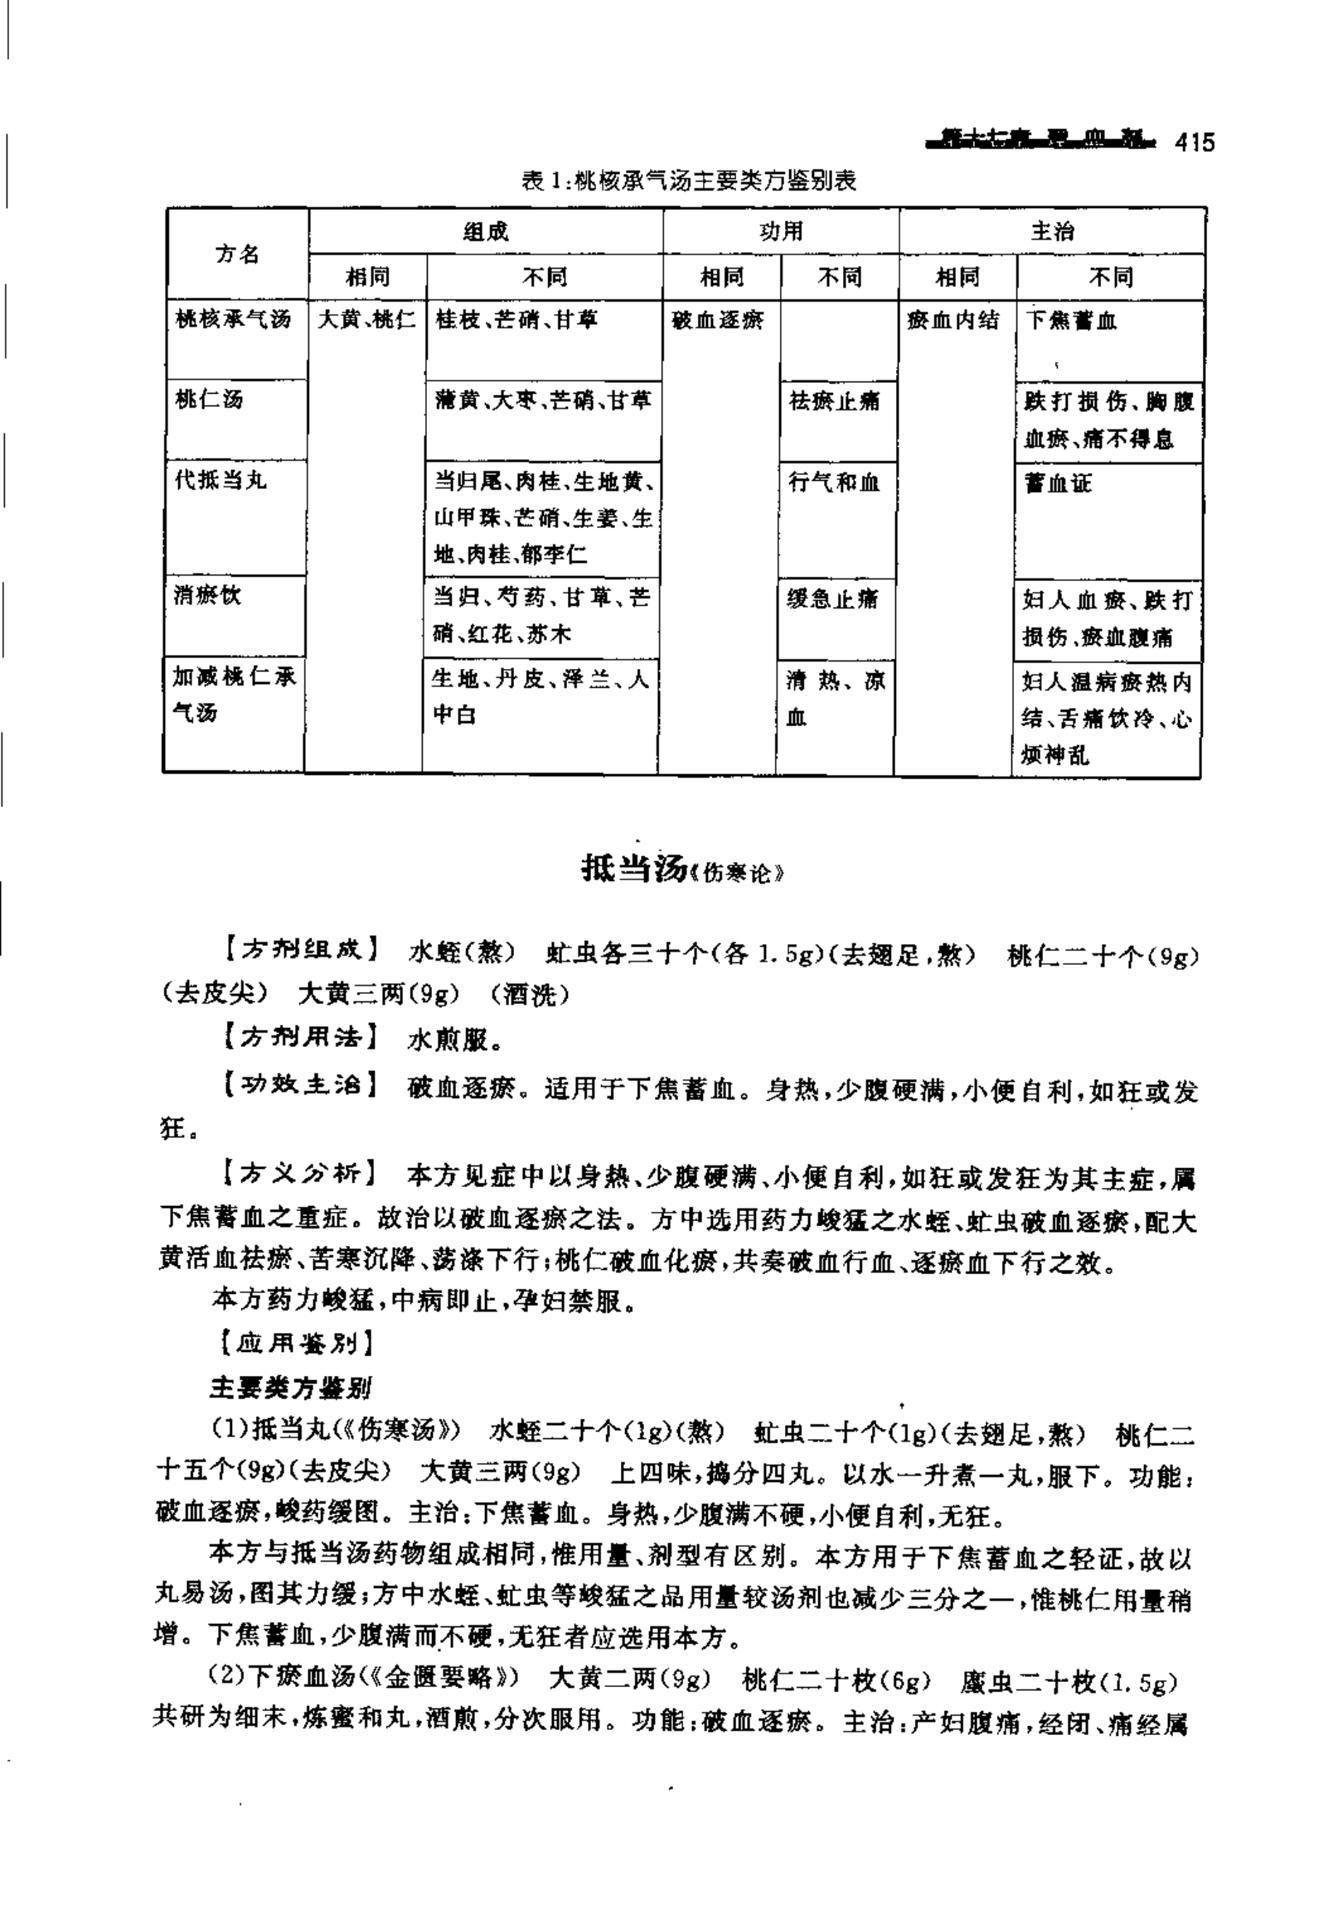 第十七章 理血剂 415
表1:桃核承气汤主要类方鉴别表
方名 组成 功用 主治
相同 不同 相同 不同 相同 不同
桃核承气汤 大黄、桃仁 桂枝、芒硝、甘草 破血逐瘀 瘀血内结 下焦蓄血
桃仁汤 蒲黄、大枣、芒硝、甘草 祛瘀止痛 跌打损伤、胸腹
血瘀、痛不得息
代抵当丸 当归尾、肉桂、生地黄、 行气和血 蓄血证
山甲珠、芒硝、生姜、生
地、肉桂、郁李仁
消瘀饮 当归、芍药、甘草、芒 缓急止痛 妇人血瘀、跌打
硝、红花、苏木 损伤、瘀血腹痛
加减桃仁承 生地、丹皮、泽兰、人 清热、凉 妇人温病瘀热内
气汤 中白 血 结、舌痛饮冷、心
烦神乱
抵当汤《伤寒论》
【方剂组成】 水蛭(熬) 虻虫各三十个(各1.5g)(去翅足,熬) 桃仁二十个(9g)
(去皮尖) 大黄三两(9g) (酒洗)
【方剂用法】 水煎服。
【功效主治】 破血逐瘀。适用于下焦蓄血。身热,少腹硬满,小便自利,如狂或发
狂。
【方义分析】 本方见症中以身热、少腹硬满、小便自利,如狂或发狂为其主症,属
下焦蓄血之重症。故治以破血逐瘀之法。方中选用药力峻猛之水蛭、虻虫破血逐瘀,配大
黄活血祛瘀、苦寒沉降、荡涤下行;桃仁破血化瘀,共奏破血行血、逐瘀血下行之效。
本方药力峻猛,中病即止,孕妇禁服。
【应用鉴别】
主要类方鉴别
(1)抵当丸(《伤寒汤》) 水蛭二十个(1g)(熬) 虻虫二十个(1g)(去翅足,熬) 桃仁二
十五个(9g)(去皮尖) 大黄三两(9g) 上四味,捣分四丸。以水一升煮一丸,服下。功能:
破血逐瘀,峻药缓图。主治:下焦蓄血。身热,少腹满不硬,小便自利,无狂。
本方与抵当汤药物组成相同,惟用量、剂型有区别。本方用于下焦蓄血之轻证,故以
丸易汤,图其力缓;方中水蛭、虻虫等峻猛之品用量较汤剂也减少三分之一,惟桃仁用量稍
增。下焦蓄血,少腹满而不硬,无狂者应选用本方。
(2)下瘀血汤(《金匮要略》) 大黄二两(9g) 桃仁二十枚(6g) 䗪虫二十枚(1.5g)
共研为细末,炼蜜和丸,酒煎,分次服用。功能:破血逐瘀。主治:产妇腹痛,经闭、痛经属